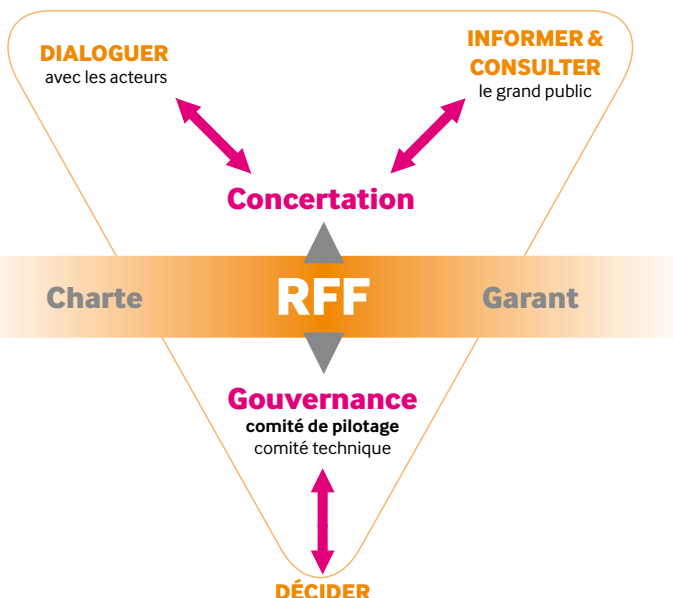 DIALOGUER
avec les acteurs
INFORMER &
CONSULTER
le grand public
Concertation
Charte
RFF
Garant
Gouvernance
comité de pilotage
comité technique
DÉCIDER